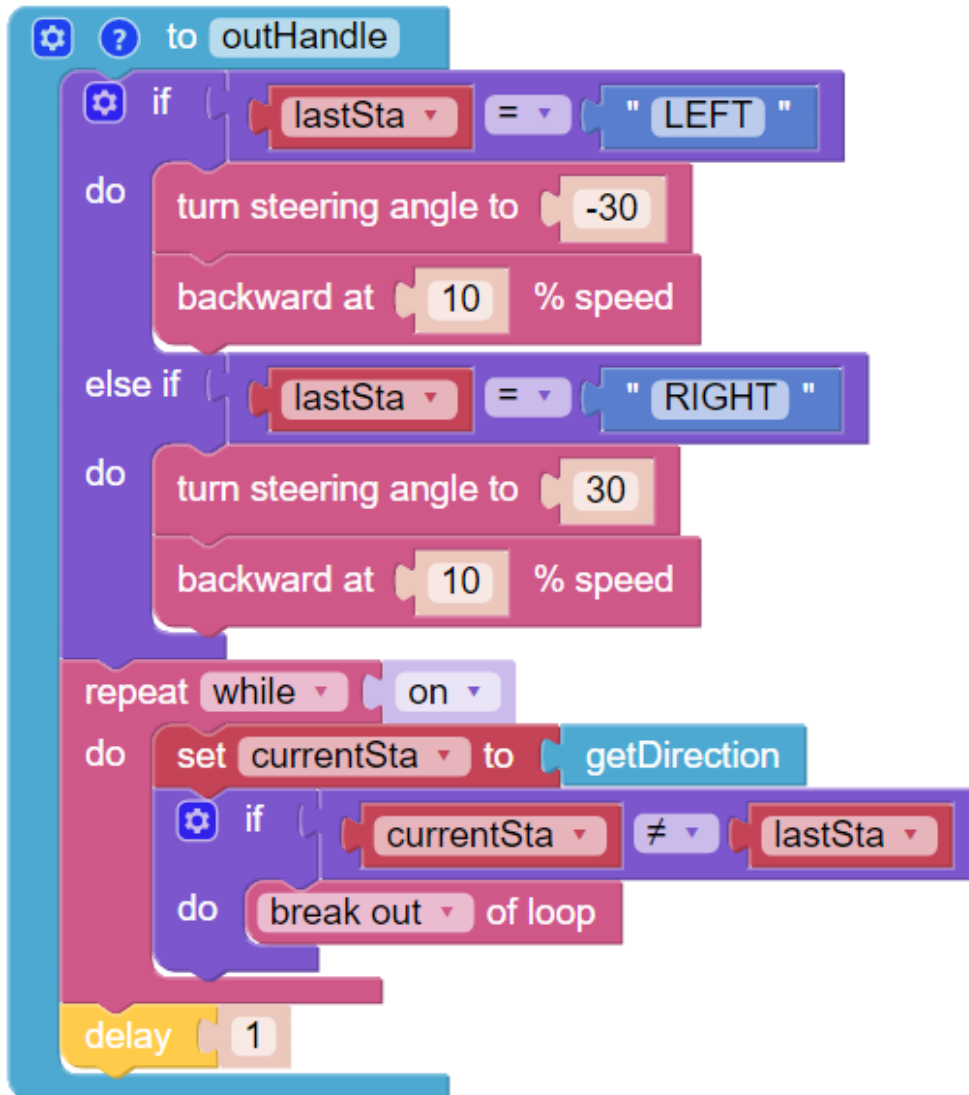 ? to outHandle
if lastSta = " LEFT "
do turn steering angle to -30
backward at 10 % speed
else if lastSta = " RIGHT "
do turn steering angle to 30
backward at 10 % speed
repeat while on
do set currentSta to getDirection
if currentSta ≠ lastSta
do break out of loop
delay 1